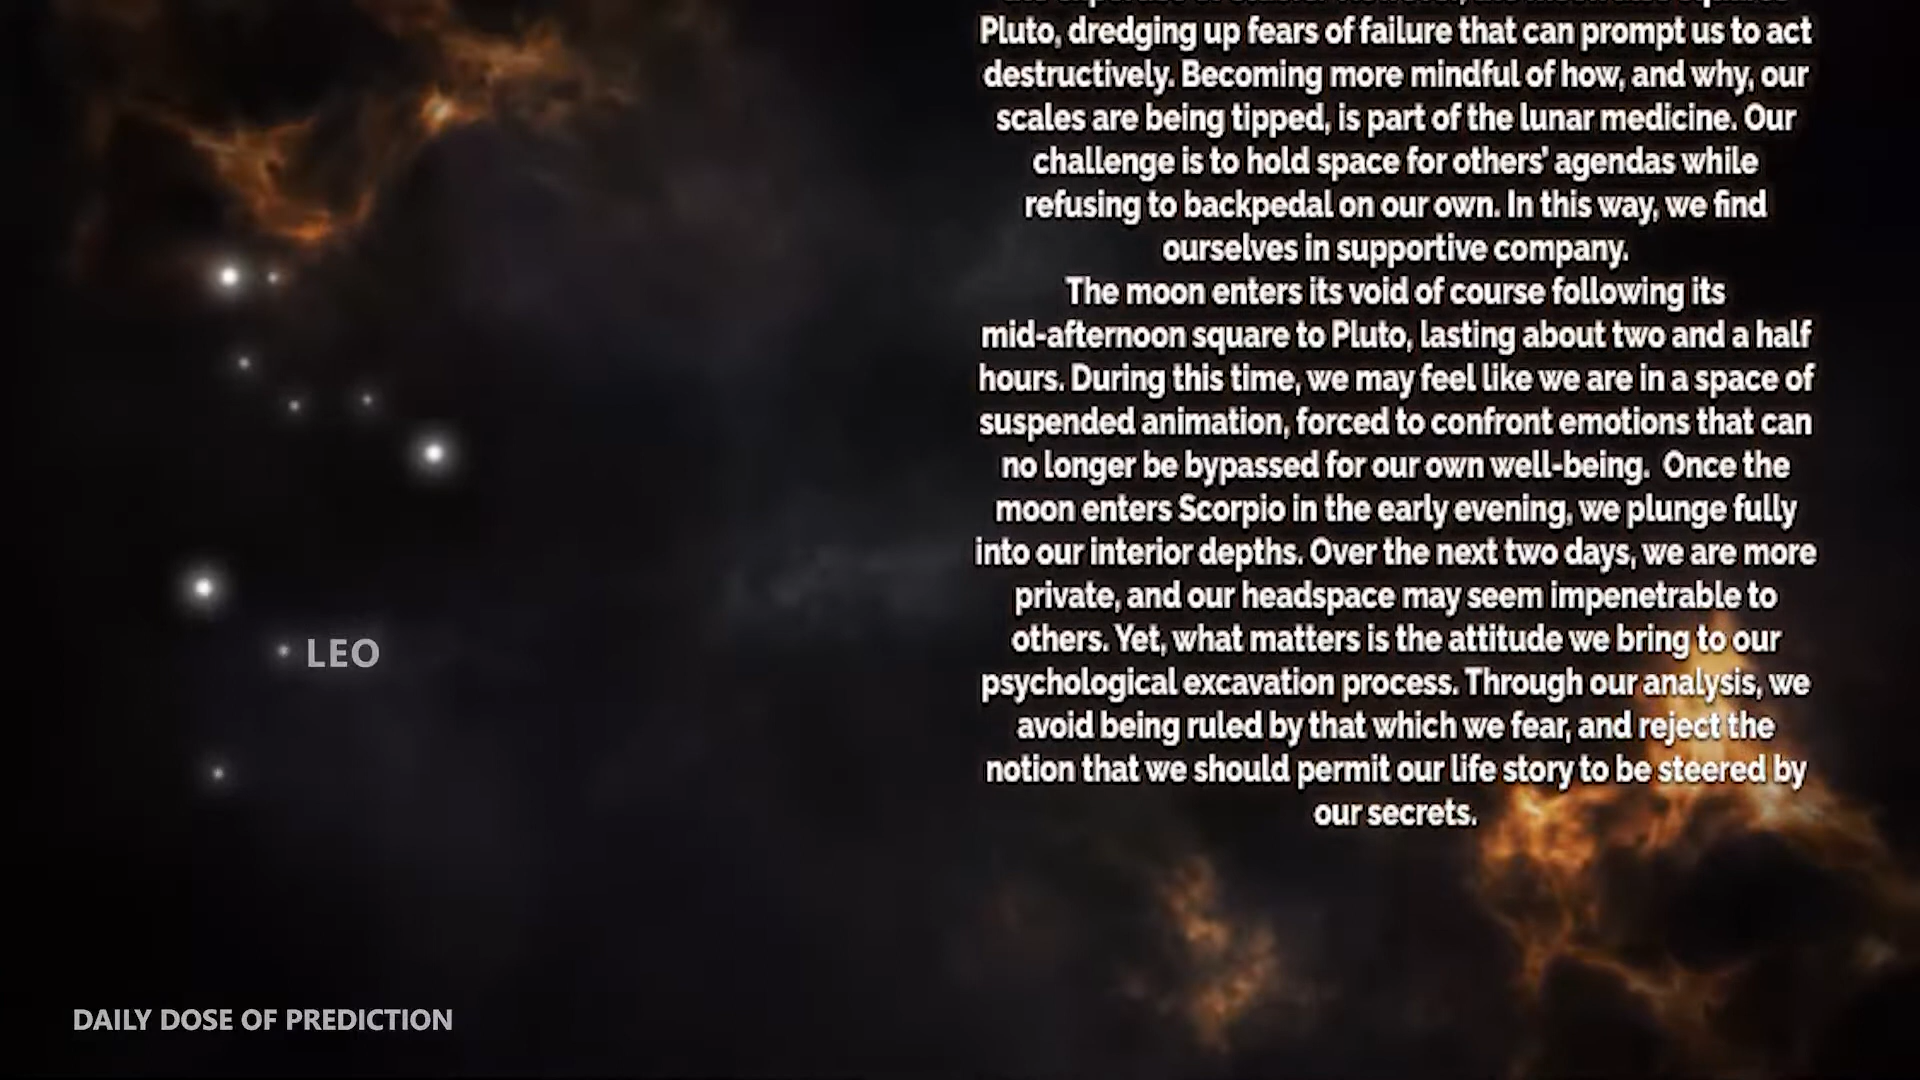 Pluto, dredging up fears of failure that can prompt us to act
destructively. Becoming more mindful of how, and why, our
scales are being tipped, is part of the lunar medicine. Our
challenge is to hold space for others' agendas while
refusing to backpedal on our own. In this way, we find
ourselves in supportive company.
The moon enters its void of course following its
mid-afternoon square to Pluto, lasting about two and a half
hours. During this time, we may feel like we are in a space of
suspended animation, forced to confront emotions that can
no longer be bypassed for our own well-being.  Once the
moon enters Scorpio in the early evening, we plunge fully
into our interior depths. Over the next two days, we are more
private, and our headspace may seem impenetrable to
others. Yet, what matters is the attitude we bring to our
psychological excavation process. Through our analysis, we
avoid being ruled by that which we fear, and reject the
notion that we should permit our life story to be steered by
our secrets.
LEO
DAILY DOSE OF PREDICTION